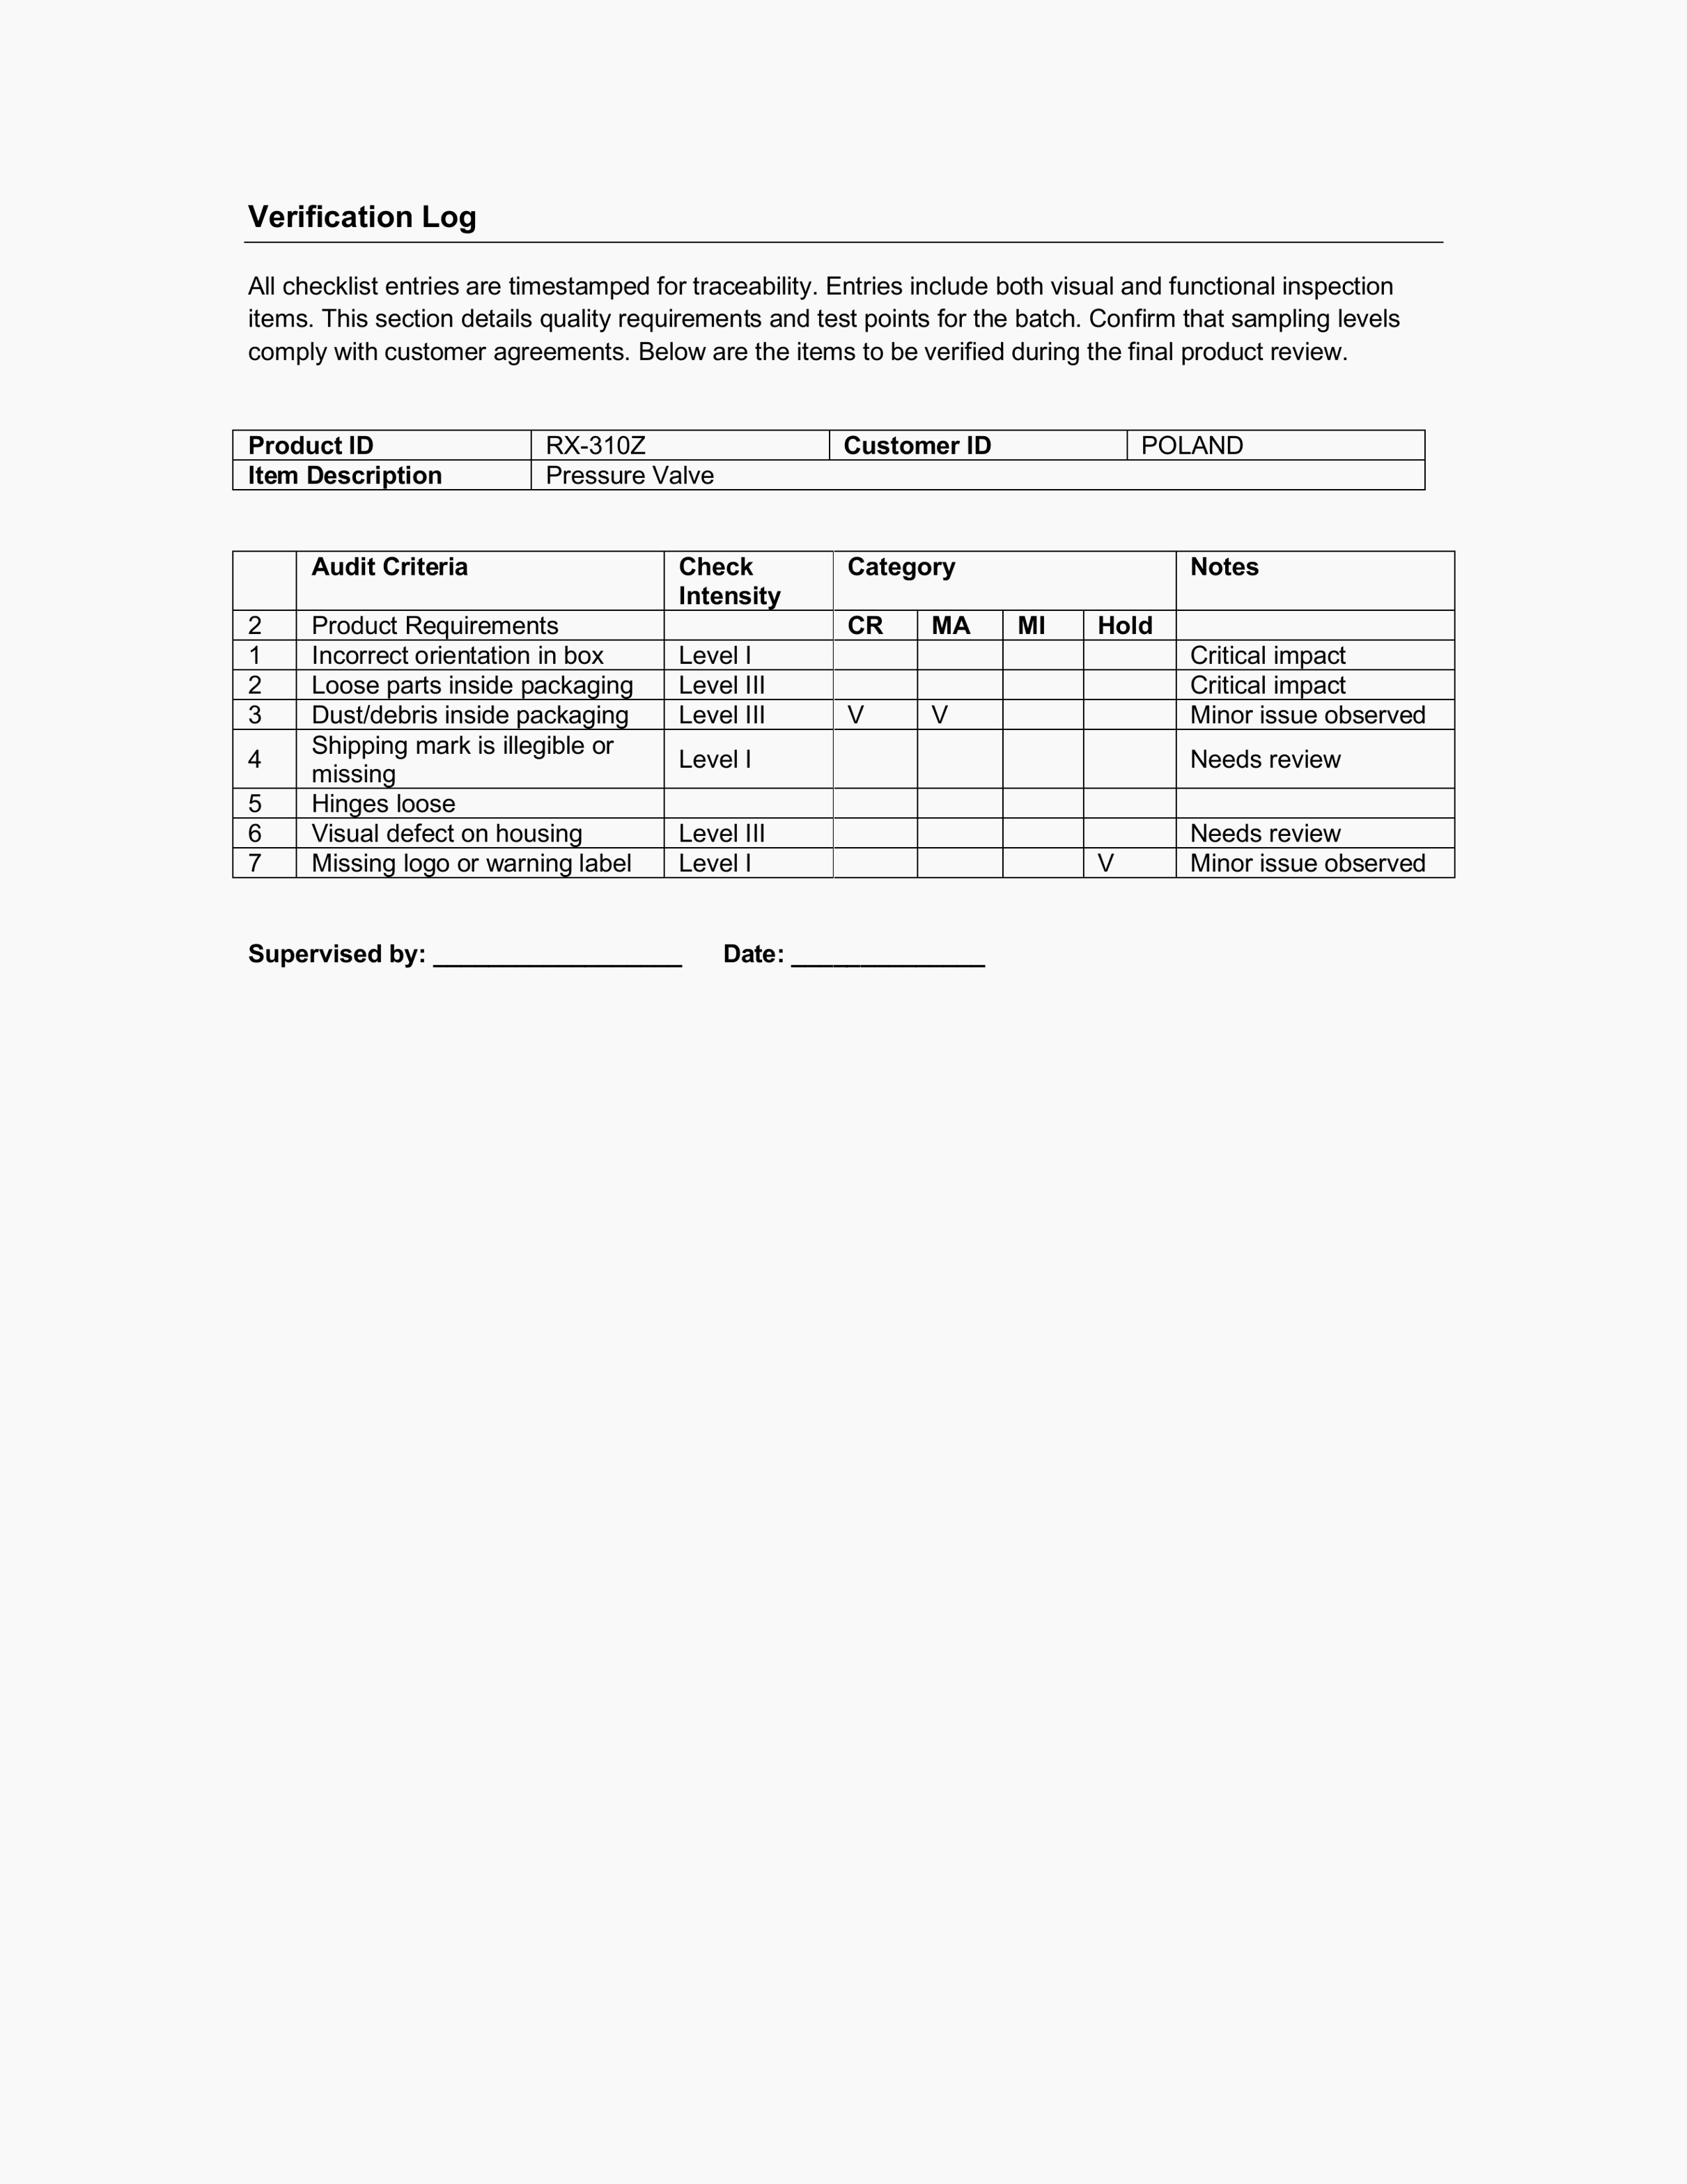 Verification Log
All checklist entries are timestamped for traceability. Entries include both visual and functional inspection
items. This section details quality requirements and test points for the batch. Confirm that sampling levels
comply with customer agreements. Below are the items to be verified during the final product review.
Product ID RX-310Z Customer ID POLAND
Item Description Pressure Valve
Audit Criteria Check Intensity Category Notes
2 Product Requirements CR MA MI Hold
1 Incorrect orientation in box Level I Critical impact
2 Loose parts inside packaging Level III Critical impact
3 Dust/debris inside packaging Level III V V Minor issue observed
4 Shipping mark is illegible or missing Level I Needs review
5 Hinges loose
6 Visual defect on housing Level III Needs review
7 Missing logo or warning label Level I V Minor issue observed
Supervised by: __________________ Date: ______________